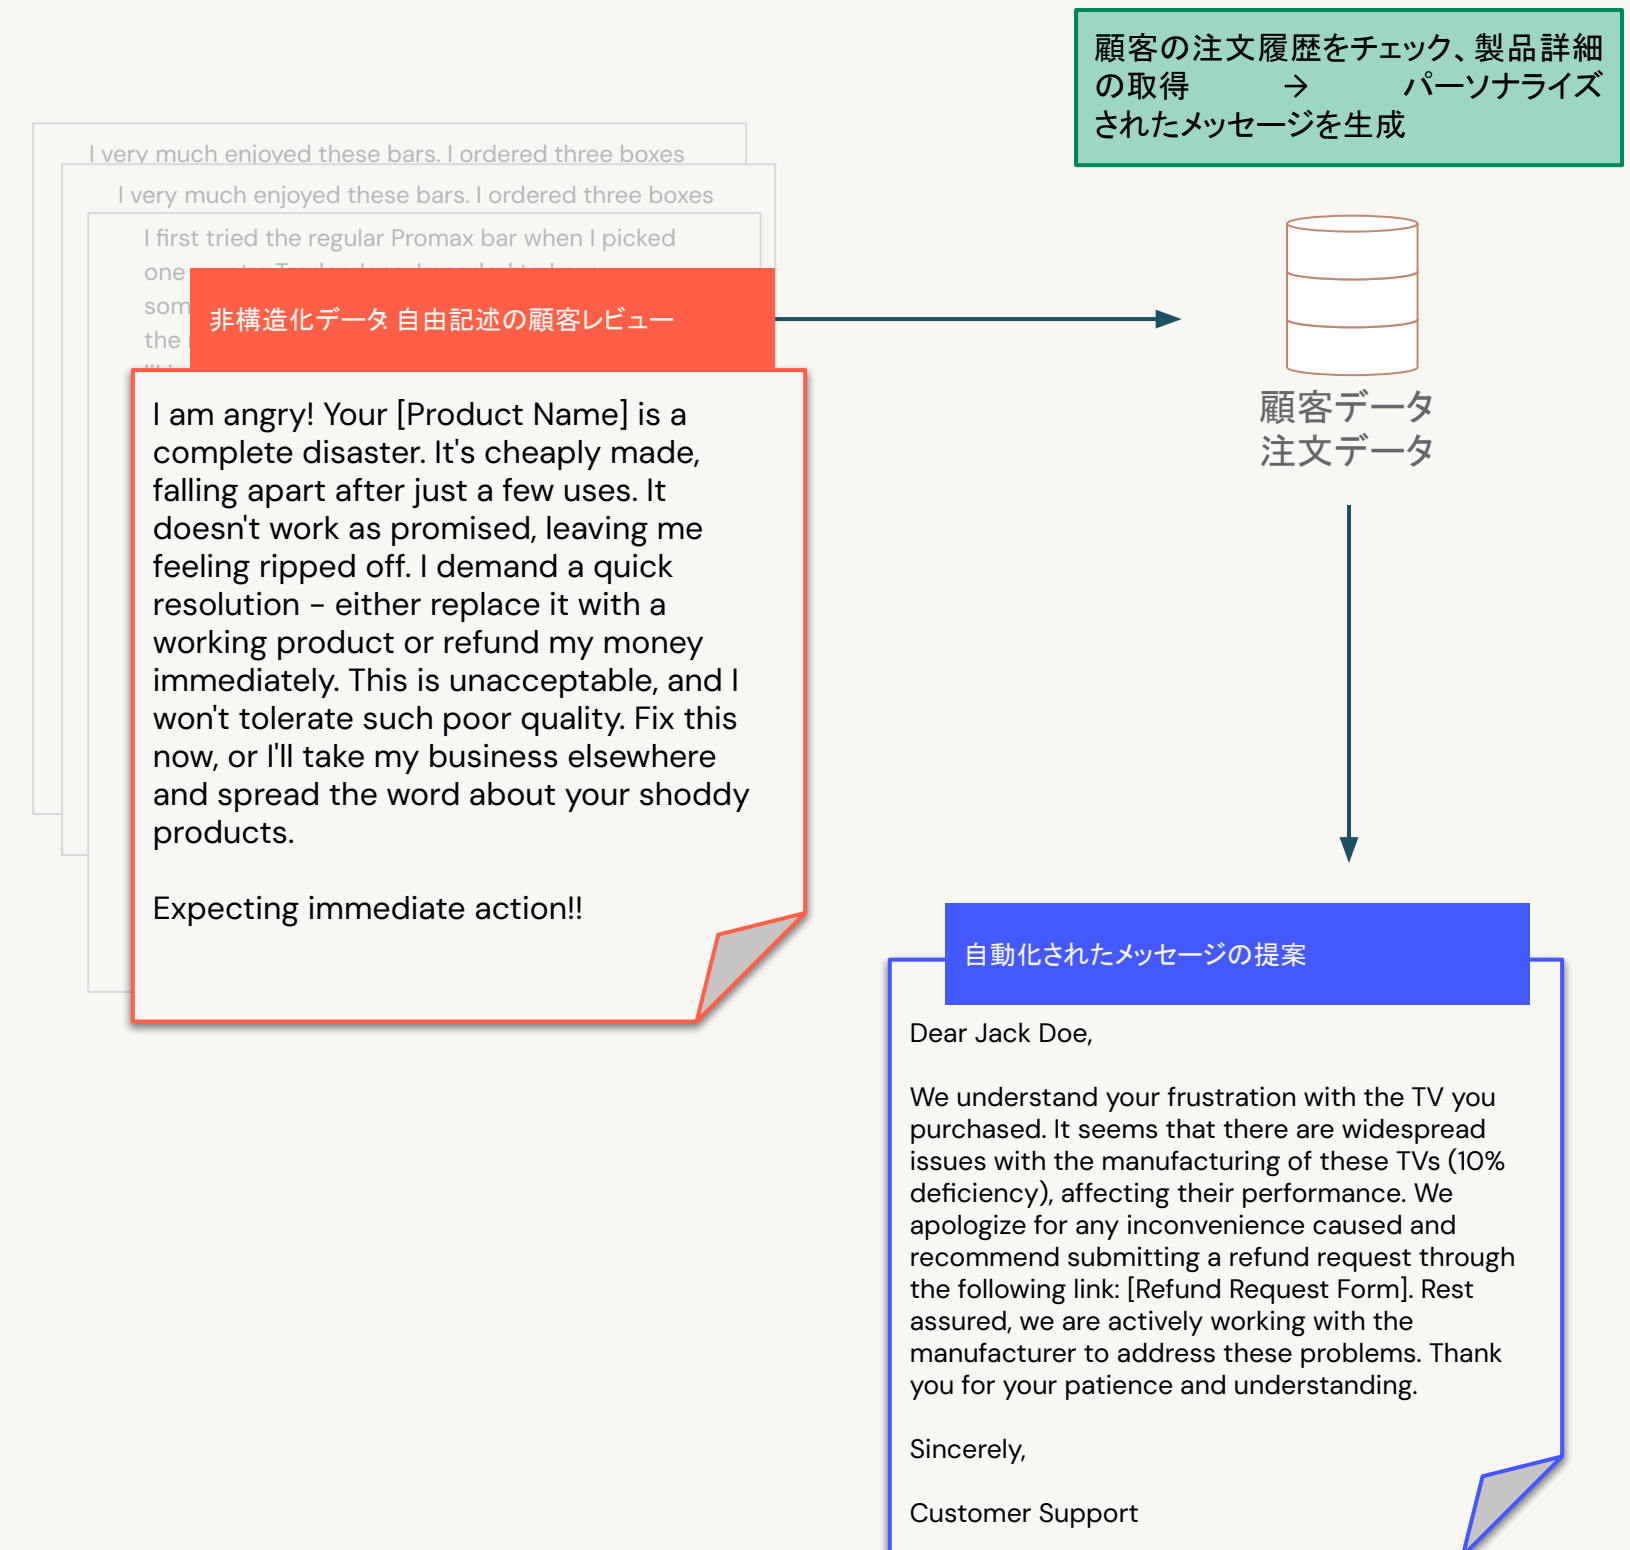 顧客の注文履歴をチェック、製品詳細
の取得 → パーソナライズ
されたメッセージを生成
I very much enjoyed these bars. I ordered three boxes
I very much enjoyed these bars. I ordered three boxes
I first tried the regular Promax bar when I picked
one
som
the
非構造化データ: 自由記述の顧客レビュー
顧客データ
注文データ
I am angry! Your [Product Name] is a
complete disaster. It's cheaply made,
falling apart after just a few uses. It
doesn't work as promised, leaving me
feeling ripped off. I demand a quick
resolution - either replace it with a
working product or refund my money
immediately. This is unacceptable, and I
won't tolerate such poor quality. Fix this
now, or I'll take my business elsewhere
and spread the word about your shoddy
products.
Expecting immediate action!!
自動化されたメッセージの提案
Dear Jack Doe,
We understand your frustration with the TV you
purchased. It seems that there are widespread
issues with the manufacturing of these TVs (10%
deficiency), affecting their performance. We
apologize for any inconvenience caused and
recommend submitting a refund request through
the following link: [Refund Request Form]. Rest
assured, we are actively working with the
manufacturer to address these problems. Thank
you for your patience and understanding.
Sincerely,
Customer Support